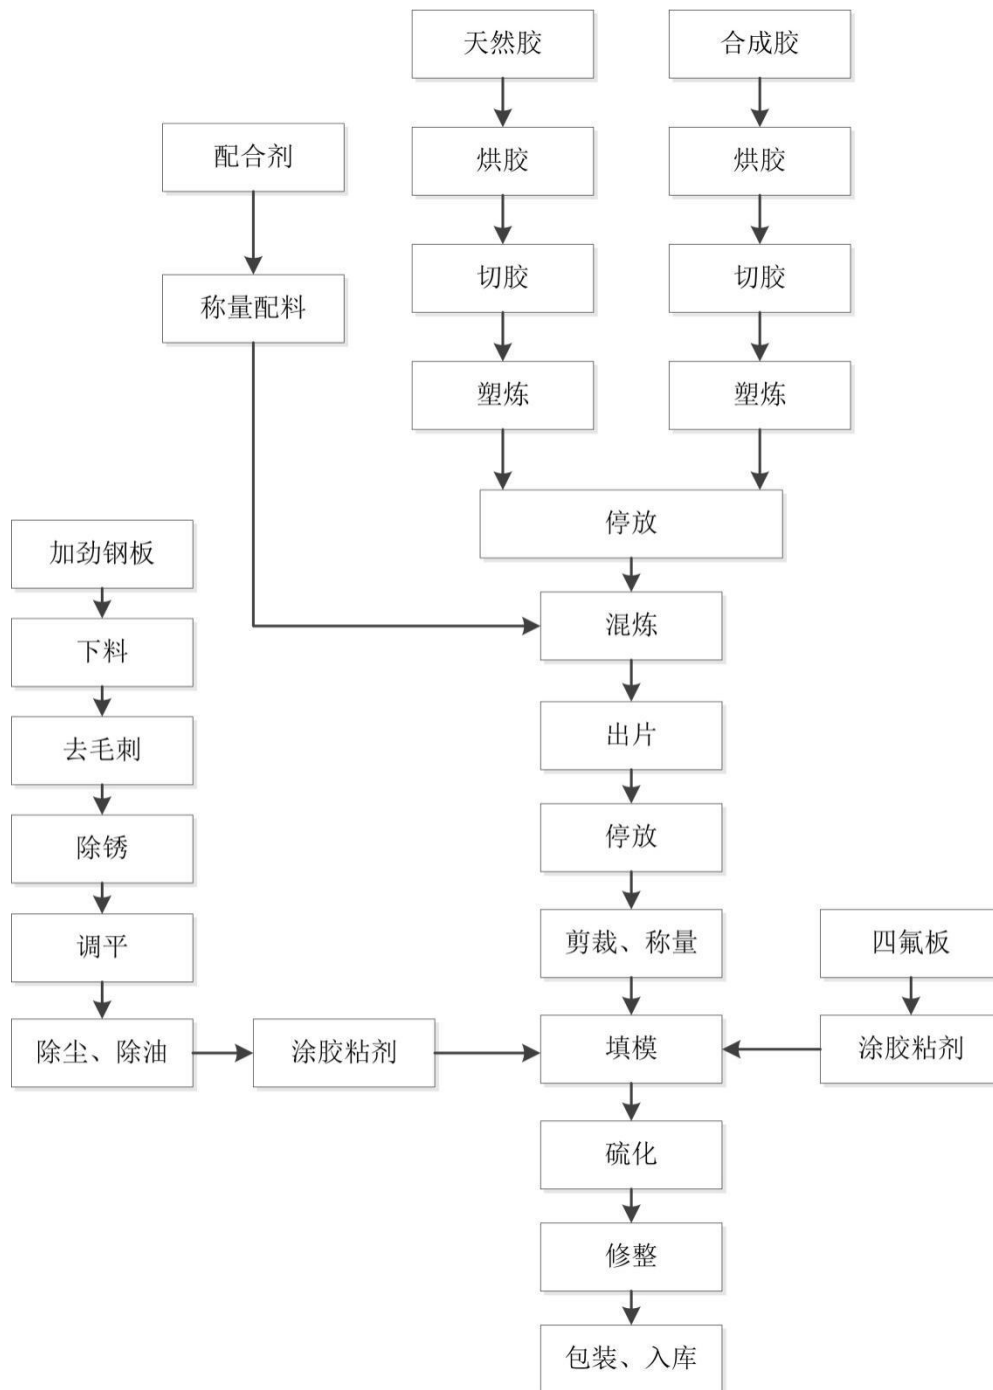 天然胶
合成胶
配合剂
烘胶
烘胶
称量配料
切胶
切胶
塑炼
塑炼
停放
加劲钢板
混炼
下料
出片
去毛刺
停放
除锈
剪裁、称量
四氟板
调平
除尘、除油
涂胶粘剂
填模
涂胶粘剂
硫化
修整
包装、入库